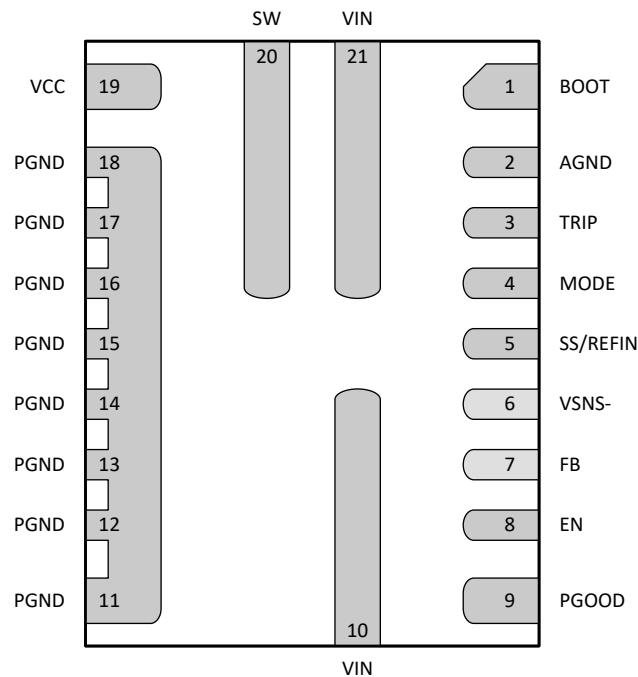 SW VIN
20 21
VCC 19 1 BOOT
PGND 18 2 AGND
PGND 17 3 TRIP
PGND 16 4 MODE
PGND 15 5 SS/REFIN
PGND 14 6 VSNS-
PGND 13 7 FB
PGND 12 8 EN
PGND 11 9 PGOOD
10
VIN